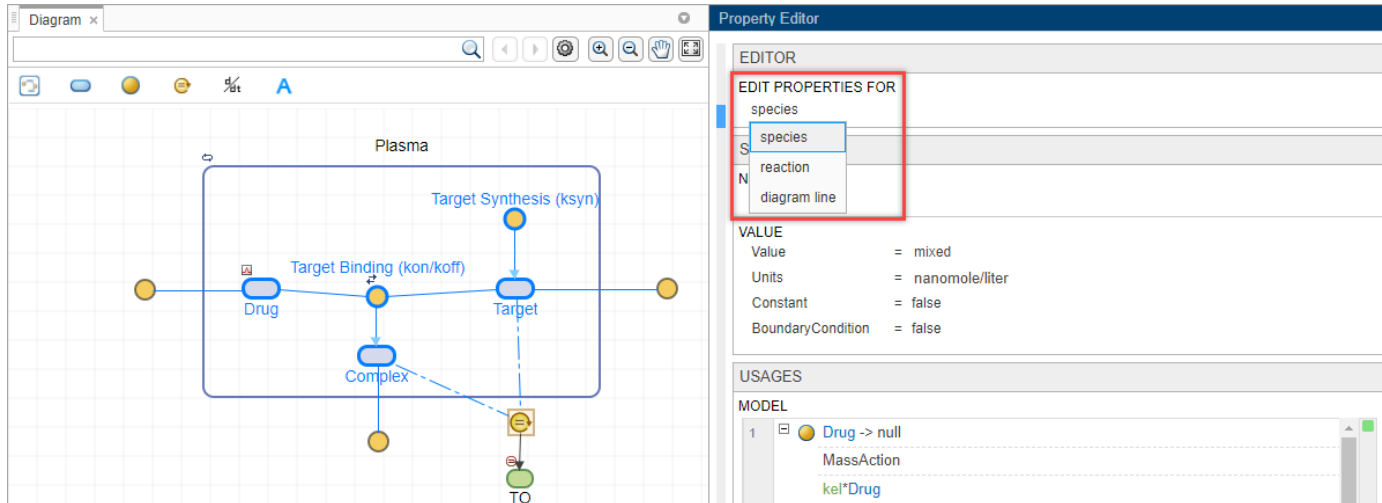 Diagram ×
d/dt
A
Plasma
Target Synthesis (ksyn)
Target Binding (kon/koff)
Drug
Target
Complex
TO
Property Editor
EDITOR
EDIT PROPERTIES FOR
species
species
reaction
diagram line
S
N
VALUE
Value = mixed
Units = nanomole/liter
Constant = false
BoundaryCondition = false
USAGES
MODEL
1 Drug -> null
MassAction
kel*Drug